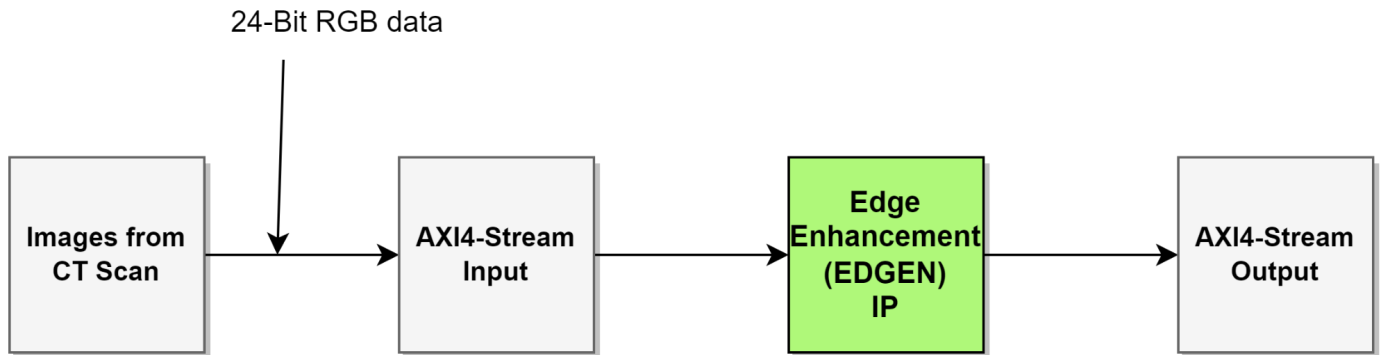 24-Bit RGB data
Images from
CT Scan
AXI4-Stream
Input
Edge
Enhancement
(EDGEN)
IP
AXI4-Stream
Output